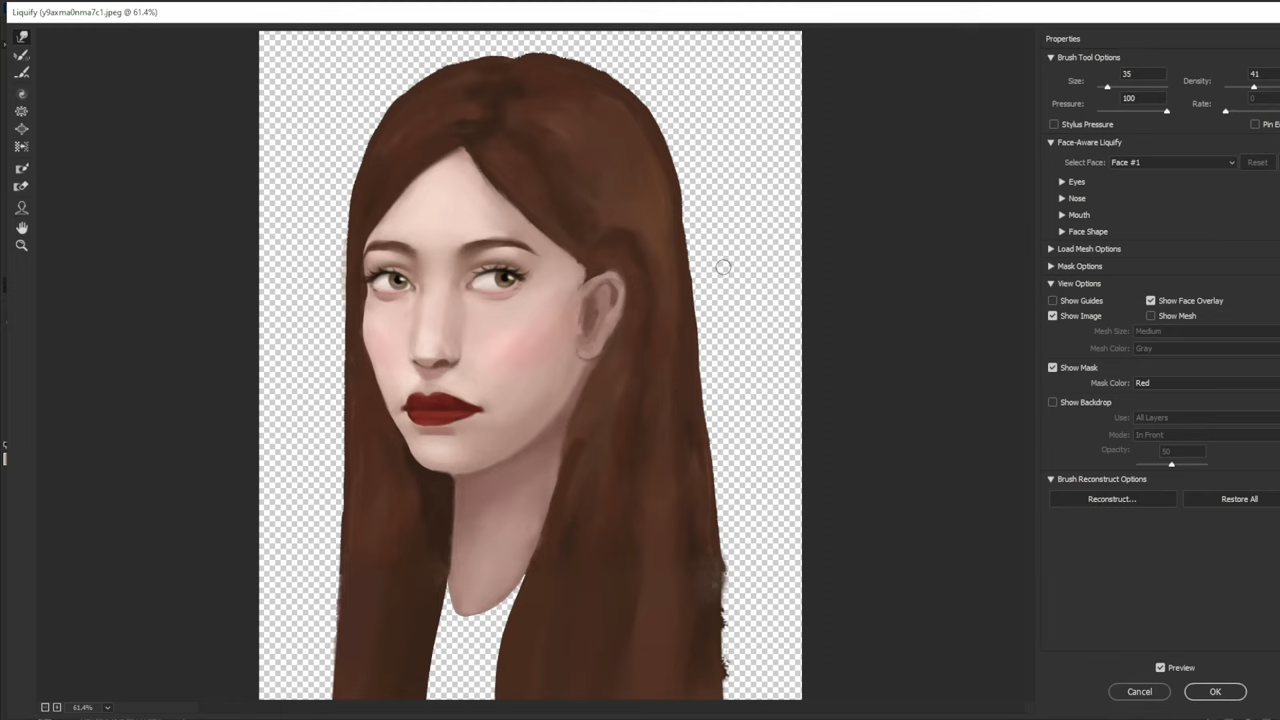 Liquify (y9axma0nma7c1.jpeg @ 61.4%)
Properties
Brush Tool Options
Size: 35 Density: 41
Pressure: 100 Rate: 0
Stylus Pressure Pin E
Face-Aware Liquify
Select Face: Face #1 Reset
Eyes
Nose
Mouth
Face Shape
Load Mesh Options
Mask Options
View Options
Show Guides Show Face Overlay
Show Image Show Mesh
Mesh Size: Medium
Mesh Color: Gray
Show Mask
Mask Color: Red
Show Backdrop
Use: All Layers
Mode: In Front
Opacity: 50
Brush Reconstruct Options
Reconstruct... Restore All
Preview
Cancel OK
61.4%